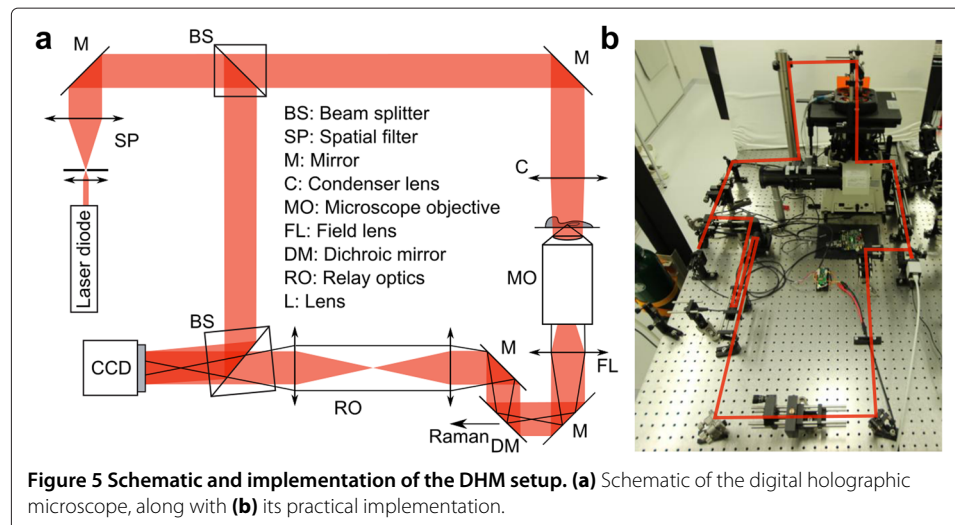 a
b
M
BS
M
SP
BS: Beam splitter
SP: Spatial filter
M: Mirror
C: Condenser lens
MO: Microscope objective
FL: Field lens
DM: Dichroic mirror
RO: Relay optics
L: Lens
C
Laser diode
MO
BS
CCD
RO
M
FL
Raman
DM
M
Figure 5 Schematic and implementation of the DHM setup. (a) Schematic of the digital holographic
microscope, along with (b) its practical implementation.